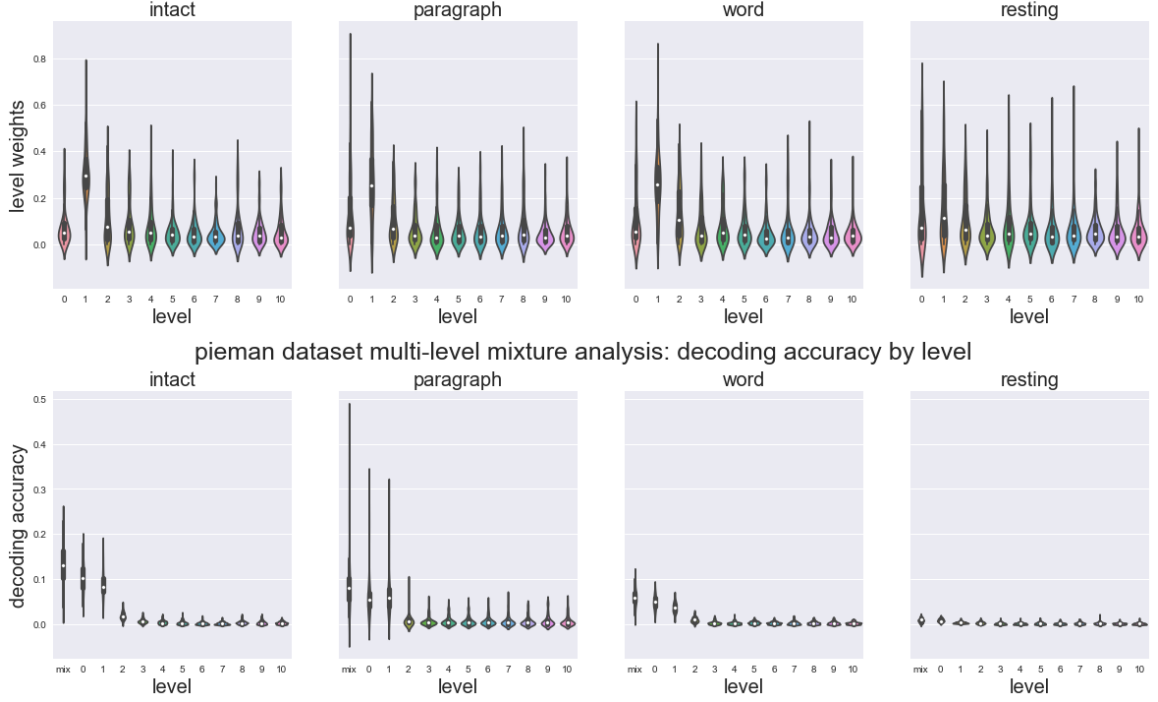 intact paragraph word resting
level weights
0.8
0.6
0.4
0.2
0.0
0 1 2 3 4 5 6 7 8 9 10 0 1 2 3 4 5 6 7 8 9 10 0 1 2 3 4 5 6 7 8 9 10 0 1 2 3 4 5 6 7 8 9 10
level level level level
pieman dataset multi-level mixture analysis: decoding accuracy by level
intact paragraph word resting
decoding accuracy
0.5
0.4
0.3
0.2
0.1
0.0
mix 0 1 2 3 4 5 6 7 8 9 10 mix 0 1 2 3 4 5 6 7 8 9 10 mix 0 1 2 3 4 5 6 7 8 9 10 mix 0 1 2 3 4 5 6 7 8 9 10
level level level level